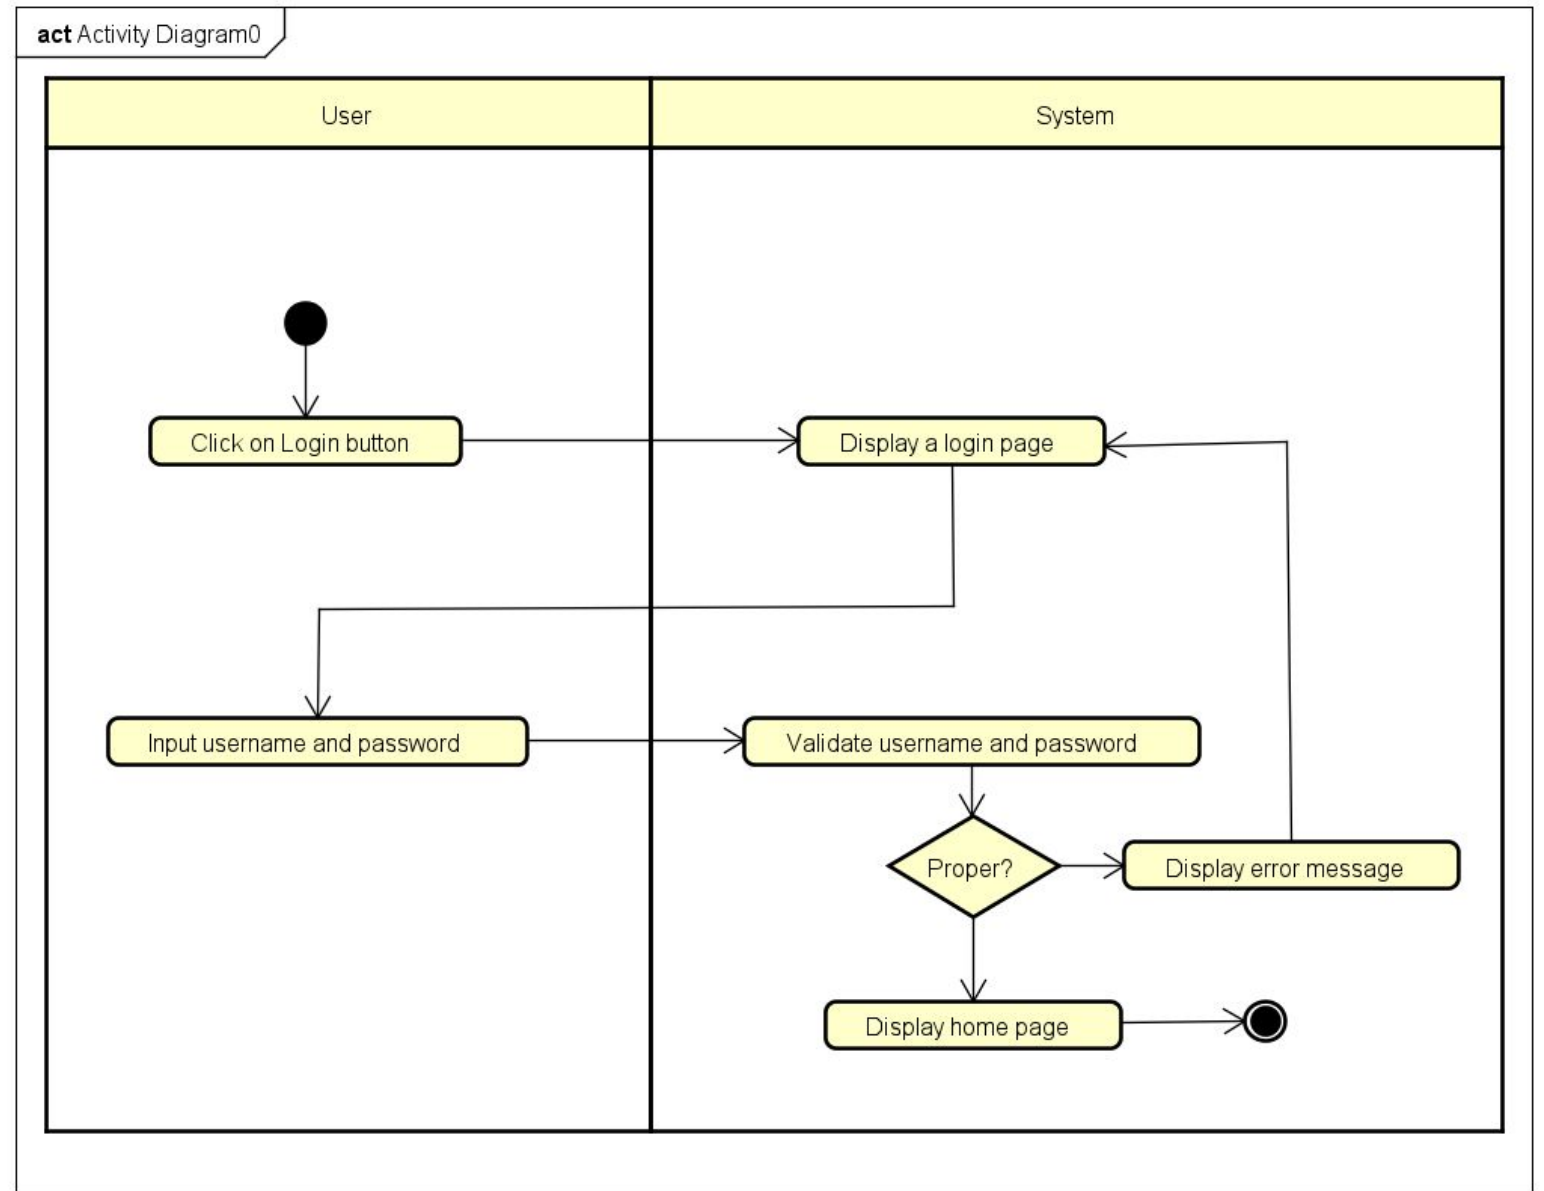 act Activity Diagram0
User
System
Click on Login button
Display a login page
Input username and password
Validate username and password
Proper?
Display error message
Display home page